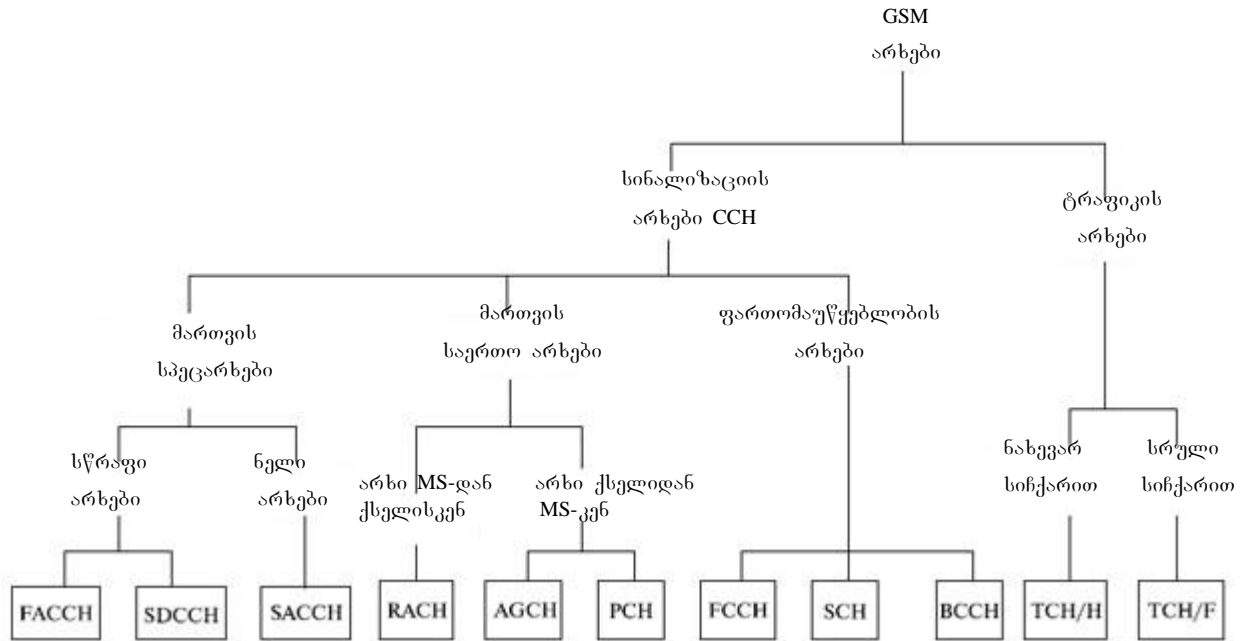 GSM
არხები
სინალიზაციის
არხები CCH
ტრაფიკის
არხები
მართვის
სპეცარხები
მართვის
საერთო არხები
ფართომაუწყებლობის
არხები
სწრაფი
არხები
ნელი
არხები
არხი MS-დან
ქსელისკენ
არხი ქსელიდან
MS-კენ
ნახევარ
სიჩქარით
სრული
სიჩქარით
FACCH
SDCCH
SACCH
RACH
AGCH
PCH
FCCH
SCH
BCCH
TCH/H
TCH/F